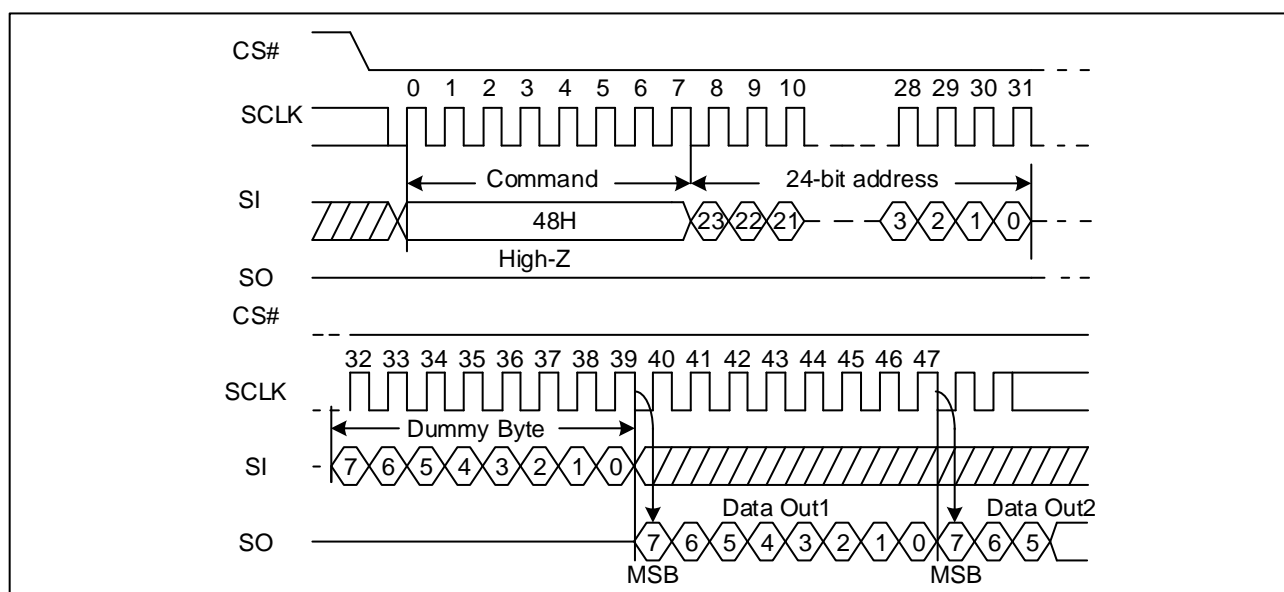 CS#
0 1 2 3 4 5 6 7 8 9 10 28 29 30 31
SCLK
Command 24-bit address
SI
48H 23 22 21 3 2 1 0
High-Z
SO
CS#
32 33 34 35 36 37 38 39 40 41 42 43 44 45 46 47
SCLK
Dummy Byte
SI 7 6 5 4 3 2 1 0
Data Out1 Data Out2
SO 7 6 5 4 3 2 1 0 7 6 5
MSB MSB